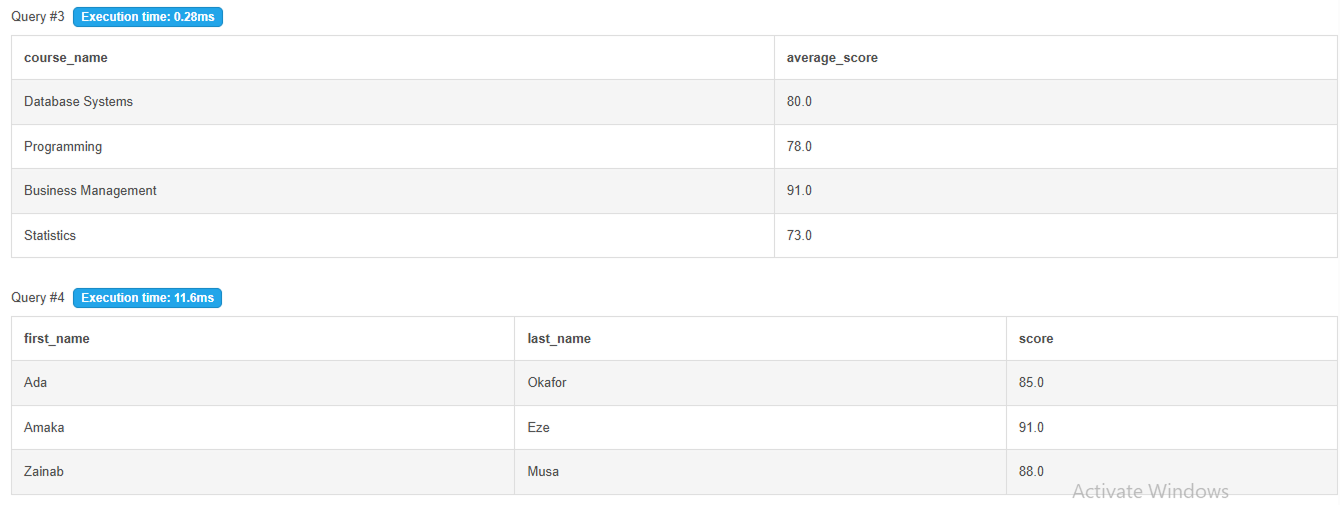 Query #3 Execution time: 0.28ms
course_name average_score
Database Systems 80.0
Programming 78.0
Business Management 91.0
Statistics 73.0
Query #4 Execution time: 11.6ms
first_name last_name score
Ada Okafor 85.0
Amaka Eze 91.0
Zainab Musa 88.0
Activate Windows